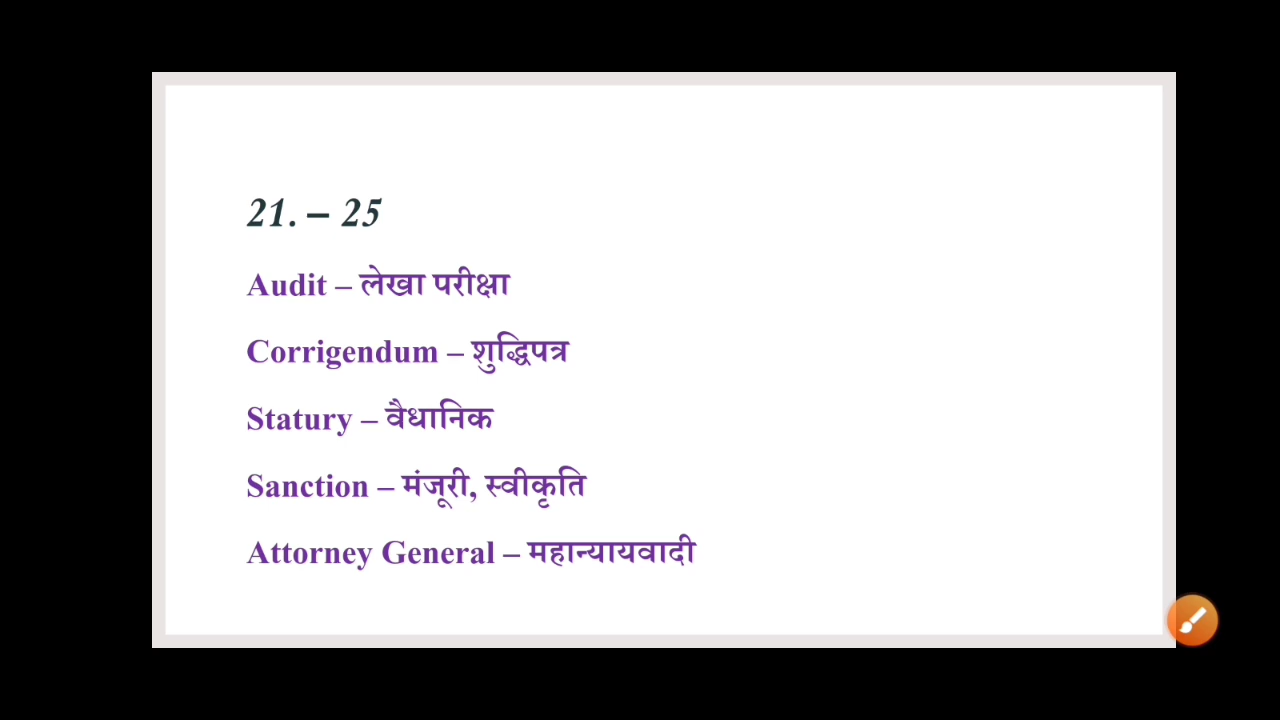 21. – 25
Audit – लेखा परीक्षा
Corrigendum – शुद्धिपत्र
Statury – वैधानिक
Sanction – मंजूरी, स्वीकृति
Attorney General – महान्यायवादी